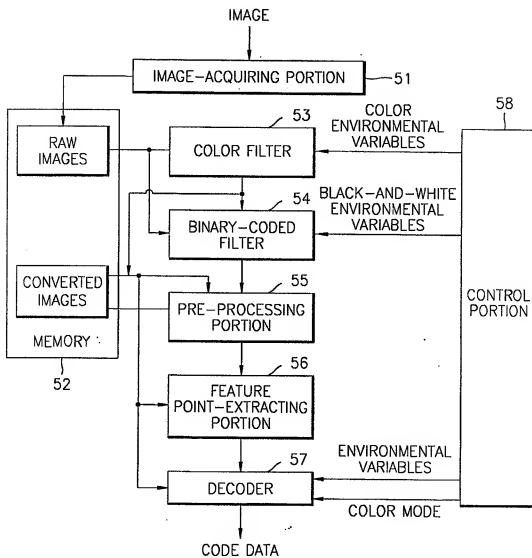 IMAGE
IMAGE-ACQUIRING PORTION
51
58
53
COLOR
ENVIRONMENTAL
VARIABLES
RAW
IMAGES
COLOR FILTER
54
BLACK-AND-WHITE
ENVIRONMENTAL
VARIABLES
BINARY-CODED
FILTER
55
CONVERTED
IMAGES
PRE-PROCESSING
PORTION
CONTROL
PORTION
MEMORY
52
56
FEATURE
POINT-EXTRACTING
PORTION
57
ENVIRONMENTAL
VARIABLES
DECODER
COLOR MODE
CODE DATA